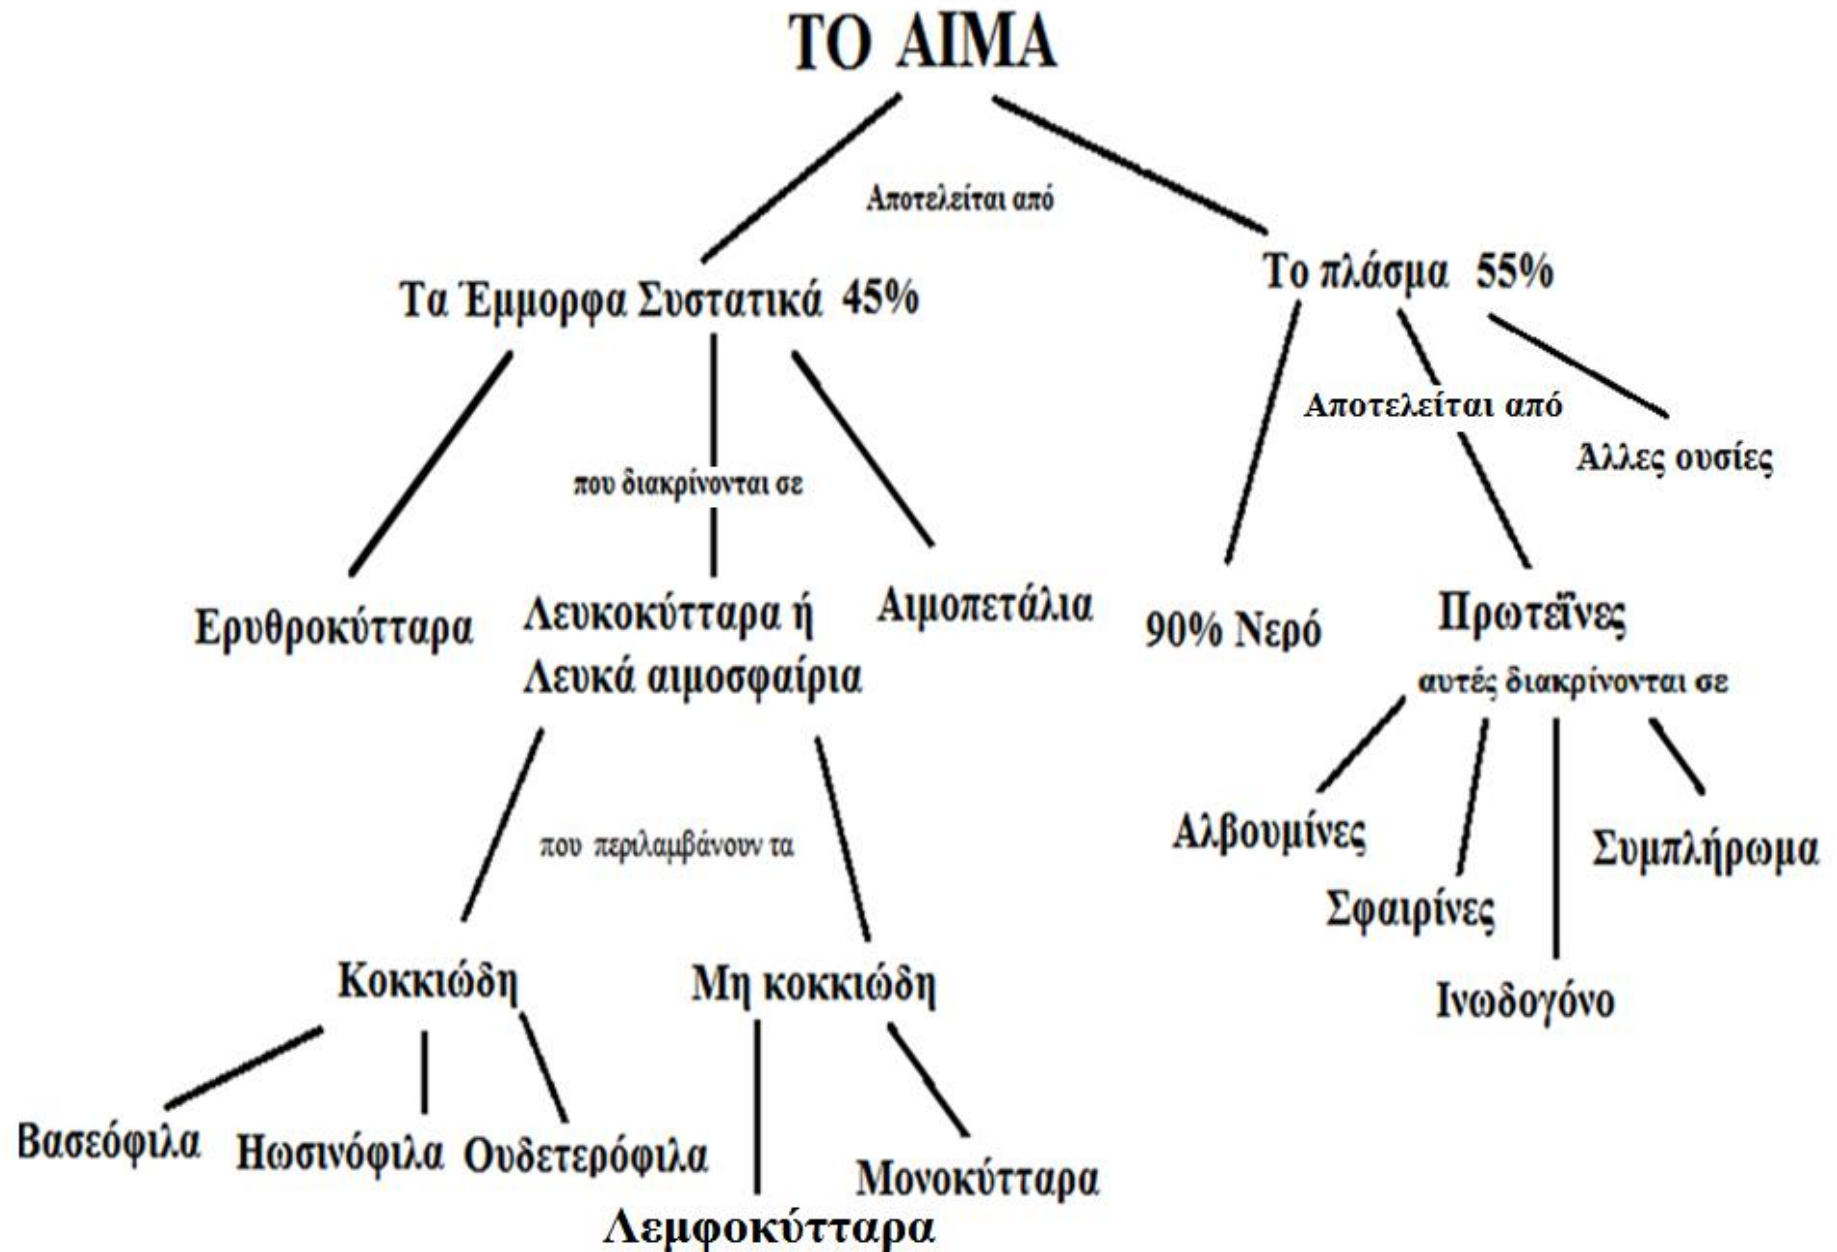 ΤΟ ΑΙΜΑ
Αποτελείται από
Τα Έμμορφα Συστατικά 45%
Το πλάσμα 55%
που διακρίνονται σε
Αποτελείται από
Άλλες ουσίες
Ερυθροκύτταρα
Λευκοκύτταρα ή
Λευκά αιμοσφαίρια
Αιμοπετάλια
90% Νερό
Πρωτεΐνες
αυτές διακρίνονται σε
που περιλαμβάνουν τα
Αλβουμίνες
Σφαιρίνες
Ινωδογόνο
Συμπλήρωμα
Κοκκιώδη
Μη κοκκιώδη
Βασεόφιλα
Ηωσινόφιλα
Ουδετερόφιλα
Λεμφοκύτταρα
Μονοκύτταρα